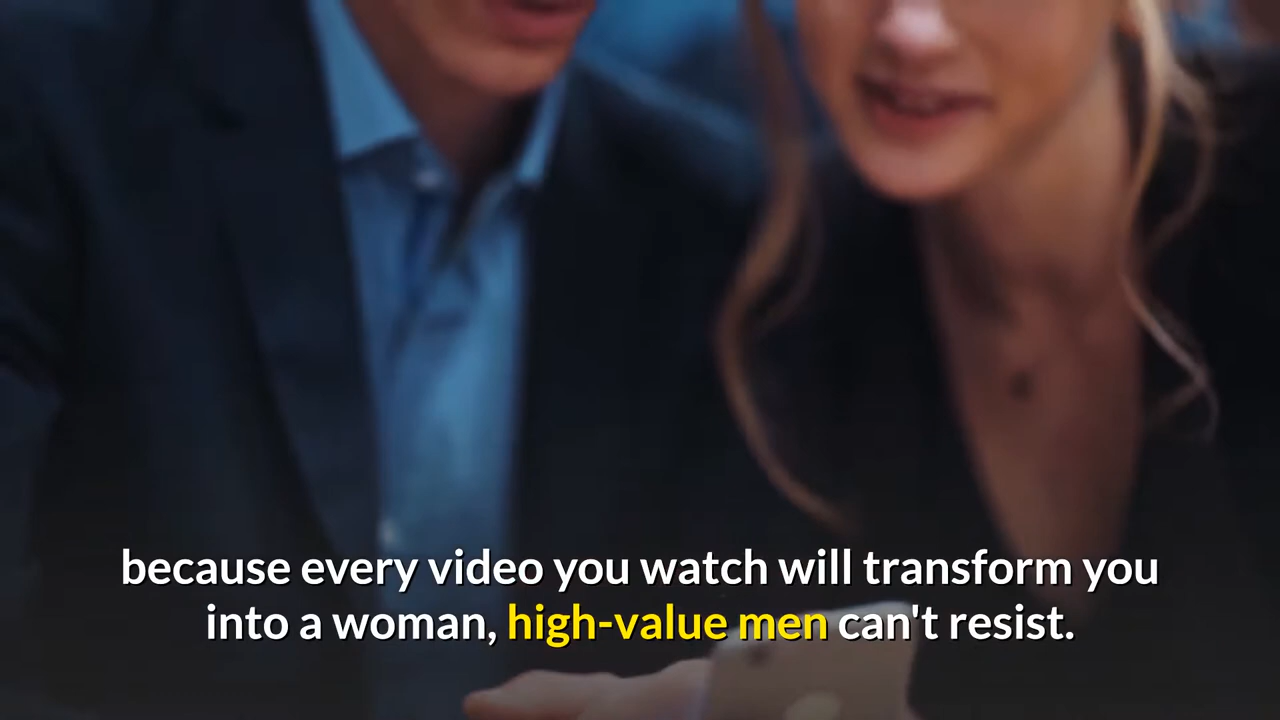 because every video you watch will transform you
into a woman, high-value men can't resist.